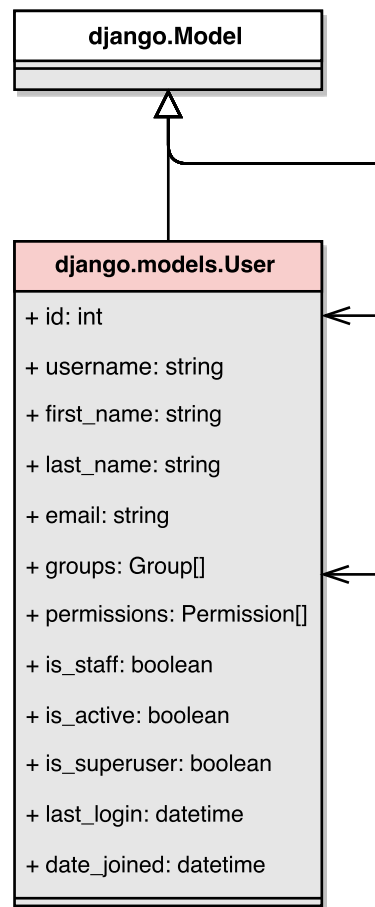 django.Model
django.models.User
+ id: int
+ username: string
+ first_name: string
+ last_name: string
+ email: string
+ groups: Group[]
+ permissions: Permission[]
+ is_staff: boolean
+ is_active: boolean
+ is_superuser: boolean
+ last_login: datetime
+ date_joined: datetime